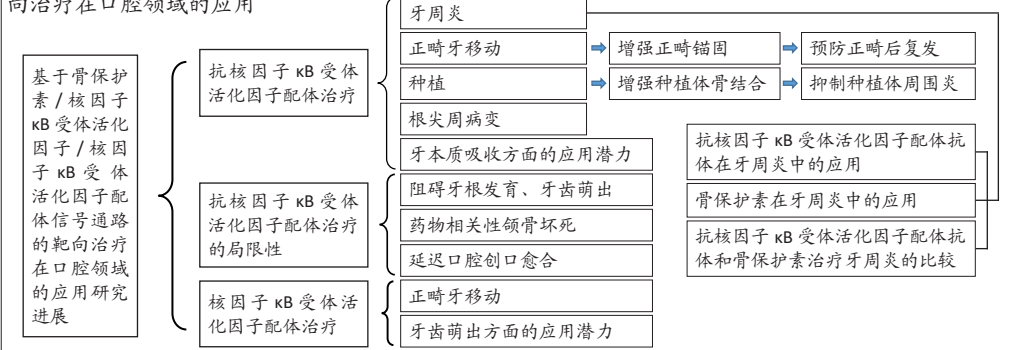 向治疗在口腔领域的应用
基于骨保护
素/核因子
κB受体活化
因子/核因
子κB受体
活化因子配
体信号通路
的靶向治疗
在口腔领域
的应用研究
进展
抗核因子κB受体
活化因子配体治疗
牙周炎
正畸牙移动
增强正畸锚固
预防正畸后复发
种植
增强种植体骨结合
抑制种植体周围炎
根尖周病变
牙本质吸收方面的应用潜力
抗核因子κB受体活化因子配体抗
体在牙周炎中的应用
骨保护素在牙周炎中的应用
抗核因子κB受体活化因子配体抗
体和骨保护素治疗牙周炎的比较
抗核因子κB受体
活化因子配体治疗
的局限性
阻碍牙根发育、牙齿萌出
药物相关性颌骨坏死
延迟口腔创口愈合
核因子κB受体活
化因子配体治疗
正畸牙移动
牙齿萌出方面的应用潜力